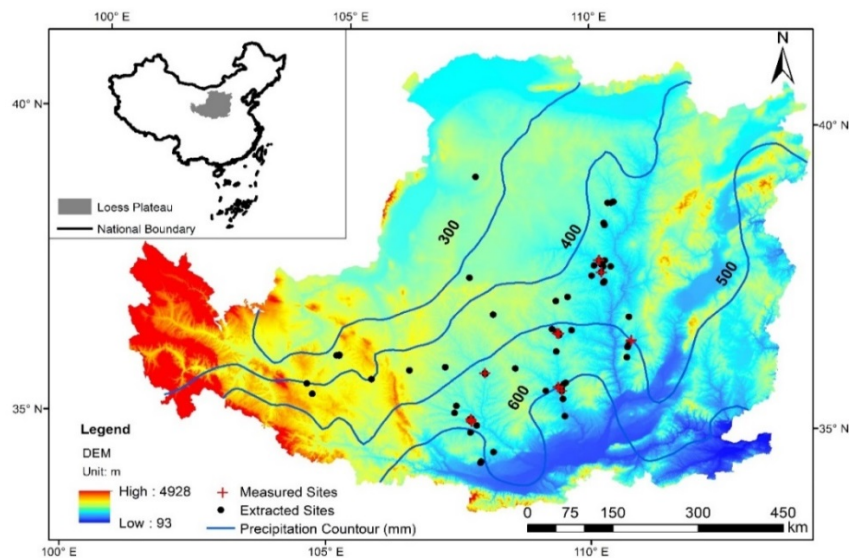 100° E
105° E
110° E
N
40° N
40° N
Loess Plateau
National Boundary
300
400
500
600
35° N
35° N
Legend
DEM
Unit: m
High : 4928
Low : 93
Measured Sites
Extracted Sites
Precipitation Countour (mm)
0 75 150 300 450
km
100° E
105° E
110° E